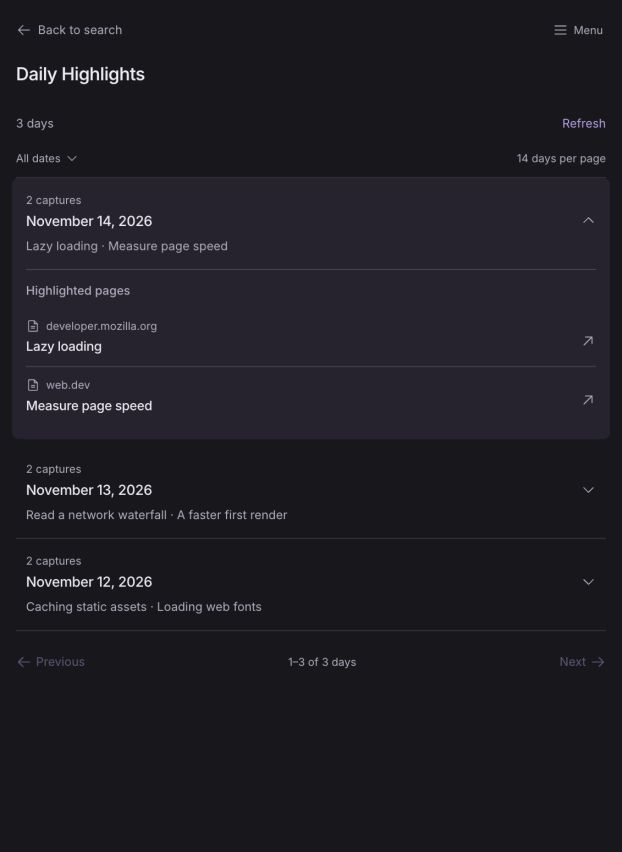 Back to search
Menu
Daily Highlights
3 days
Refresh
All dates
14 days per page
2 captures
November 14, 2026
Lazy loading · Measure page speed
Highlighted pages
developer.mozilla.org
Lazy loading
web.dev
Measure page speed
2 captures
November 13, 2026
Read a network waterfall · A faster first render
2 captures
November 12, 2026
Caching static assets · Loading web fonts
Previous
1–3 of 3 days
Next